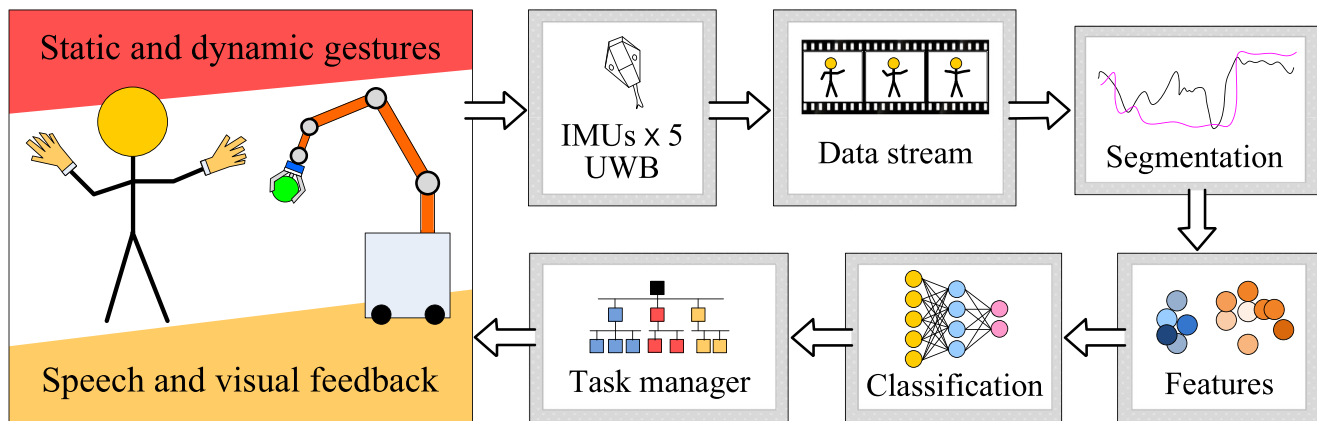 Static and dynamic gestures
IMUs x 5
UWB
Data stream
Segmentation
Features
Classification
Task manager
Speech and visual feedback